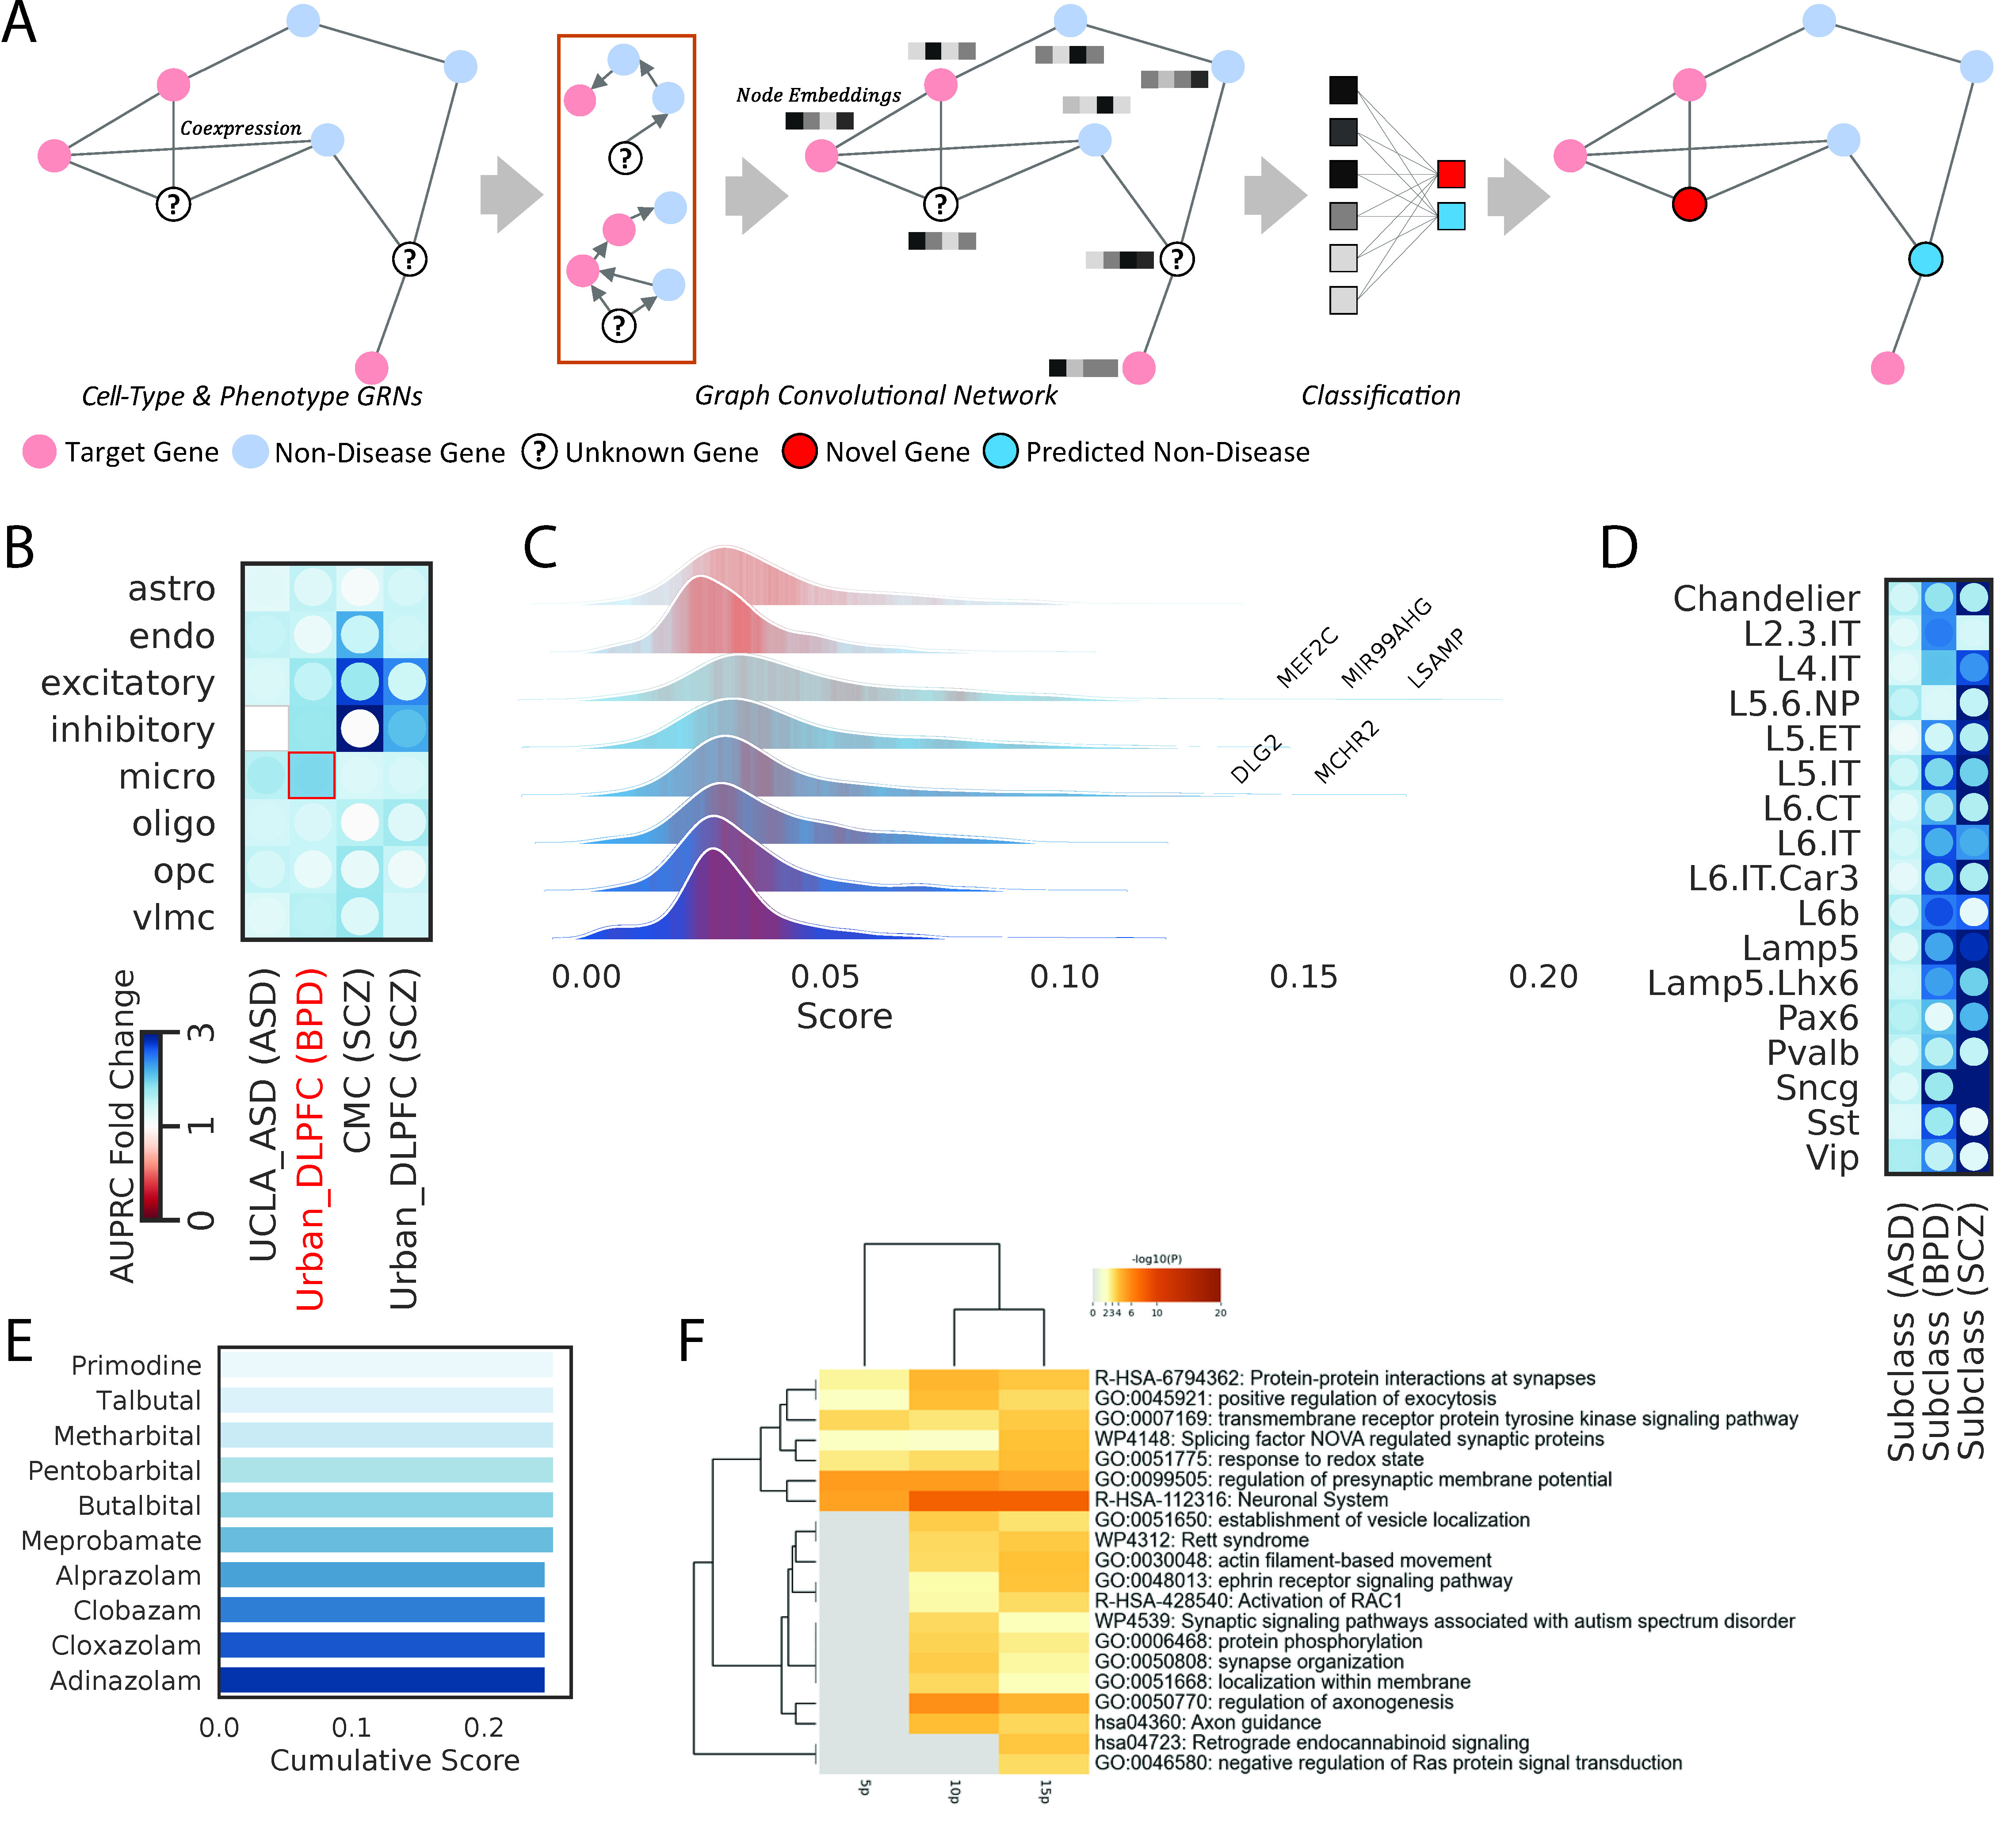 A
Coexpression
?
?
?
?
Node Embeddings
?
?
Cell-Type & Phenotype GRNs
Graph Convolutional Network
Classification
Target Gene
Non-Disease Gene
? Unknown Gene
Novel Gene
Predicted Non-Disease
B
astro
endo
excitatory
inhibitory
micro
oligo
opc
vlmc
UCLA_ASD (ASD)
Urban_DLPFC (BPD)
CMC (SCZ)
Urban_DLPFC (SCZ)
AUPRC Fold Change
3
1
0
C
MEF2C
MIR99AHG
LSAMP
DLG2
MCHR2
0.00 0.05 0.10 0.15 0.20
Score
D
Chandelier
L2.3.IT
L4.IT
L5.6.NP
L5.ET
L5.IT
L6.CT
L6.IT
L6.IT.Car3
L6b
Lamp5
Lamp5.Lhx6
Pax6
Pvalb
Sncg
Sst
Vip
Subclass (ASD)
Subclass (BPD)
Subclass (SCZ)
E
Primodine
Talbutal
Metharbital
Pentobarbital
Butalbital
Meprobamate
Alprazolam
Clobazam
Cloxazolam
Adinazolam
0.0 0.1 0.2
Cumulative Score
F
-log10(P)
0 2 3 4 6 10 20
R-HSA-6794362: Protein-protein interactions at synapses
GO:0045921: positive regulation of exocytosis
GO:0007169: transmembrane receptor protein tyrosine kinase signaling pathway
WP4148: Splicing factor NOVA regulated synaptic proteins
GO:0051775: response to redox state
GO:0099505: regulation of presynaptic membrane potential
R-HSA-112316: Neuronal System
GO:0051650: establishment of vesicle localization
WP4312: Rett syndrome
GO:0030048: actin filament-based movement
GO:0048013: ephrin receptor signaling pathway
R-HSA-428540: Activation of RAC1
WP4539: Synaptic signaling pathways associated with autism spectrum disorder
GO:0006468: protein phosphorylation
GO:0050808: synapse organization
GO:0051668: localization within membrane
GO:0050770: regulation of axonogenesis
hsa04360: Axon guidance
hsa04723: Retrograde endocannabinoid signaling
GO:0046580: negative regulation of Ras protein signal transduction
5p
10p
15p